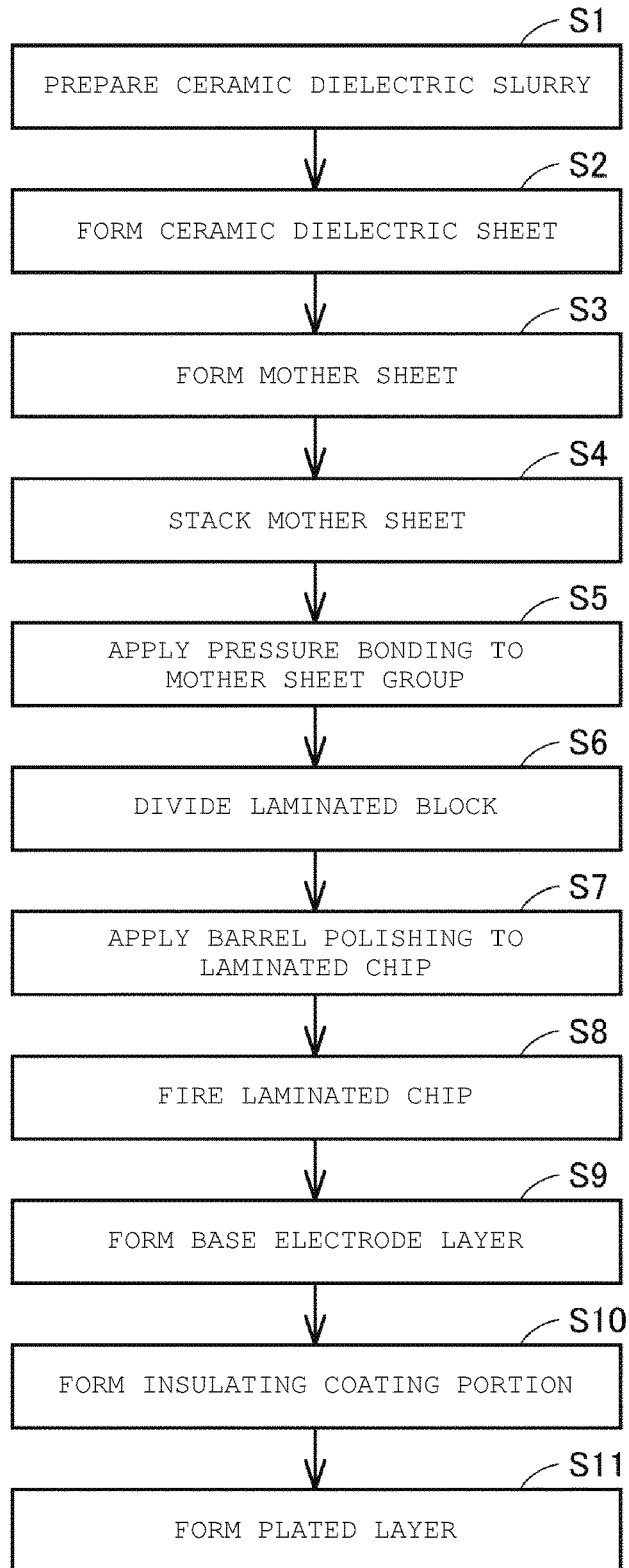 S1
PREPARE CERAMIC DIELECTRIC SLURRY
S2
FORM CERAMIC DIELECTRIC SHEET
S3
FORM MOTHER SHEET
S4
STACK MOTHER SHEET
S5
APPLY PRESSURE BONDING TO
MOTHER SHEET GROUP
S6
DIVIDE LAMINATED BLOCK
S7
APPLY BARREL POLISHING TO
LAMINATED CHIP
S8
FIRE LAMINATED CHIP
S9
FORM BASE ELECTRODE LAYER
S10
FORM INSULATING COATING PORTION
S11
FORM PLATED LAYER